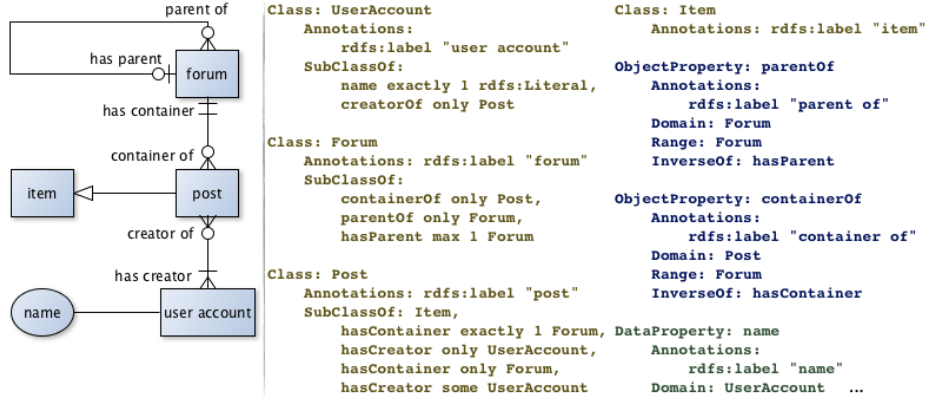 parent of
has parent
forum
has container
container of
item
post
creator of
has creator
name
user account
Class: UserAccount
Annotations:
rdfs:label "user account"
SubClassOf:
name exactly 1 rdfs:Literal,
creatorOf only Post
Class: Forum
Annotations: rdfs:label "forum"
SubClassOf:
containerOf only Post,
parentOf only Forum,
hasParent max 1 Forum
Class: Post
Annotations: rdfs:label "post"
SubClassOf: Item,
hasContainer exactly 1 Forum,
hasCreator only UserAccount,
hasContainer only Forum,
hasCreator some UserAccount
Class: Item
Annotations: rdfs:label "item"
ObjectProperty: parentOf
Annotations:
rdfs:label "parent of"
Domain: Forum
Range: Forum
InverseOf: hasParent
ObjectProperty: containerOf
Annotations:
rdfs:label "container of"
Domain: Post
Range: Forum
InverseOf: hasContainer
DataProperty: name
Annotations:
rdfs:label "name"
Domain: UserAccount ...